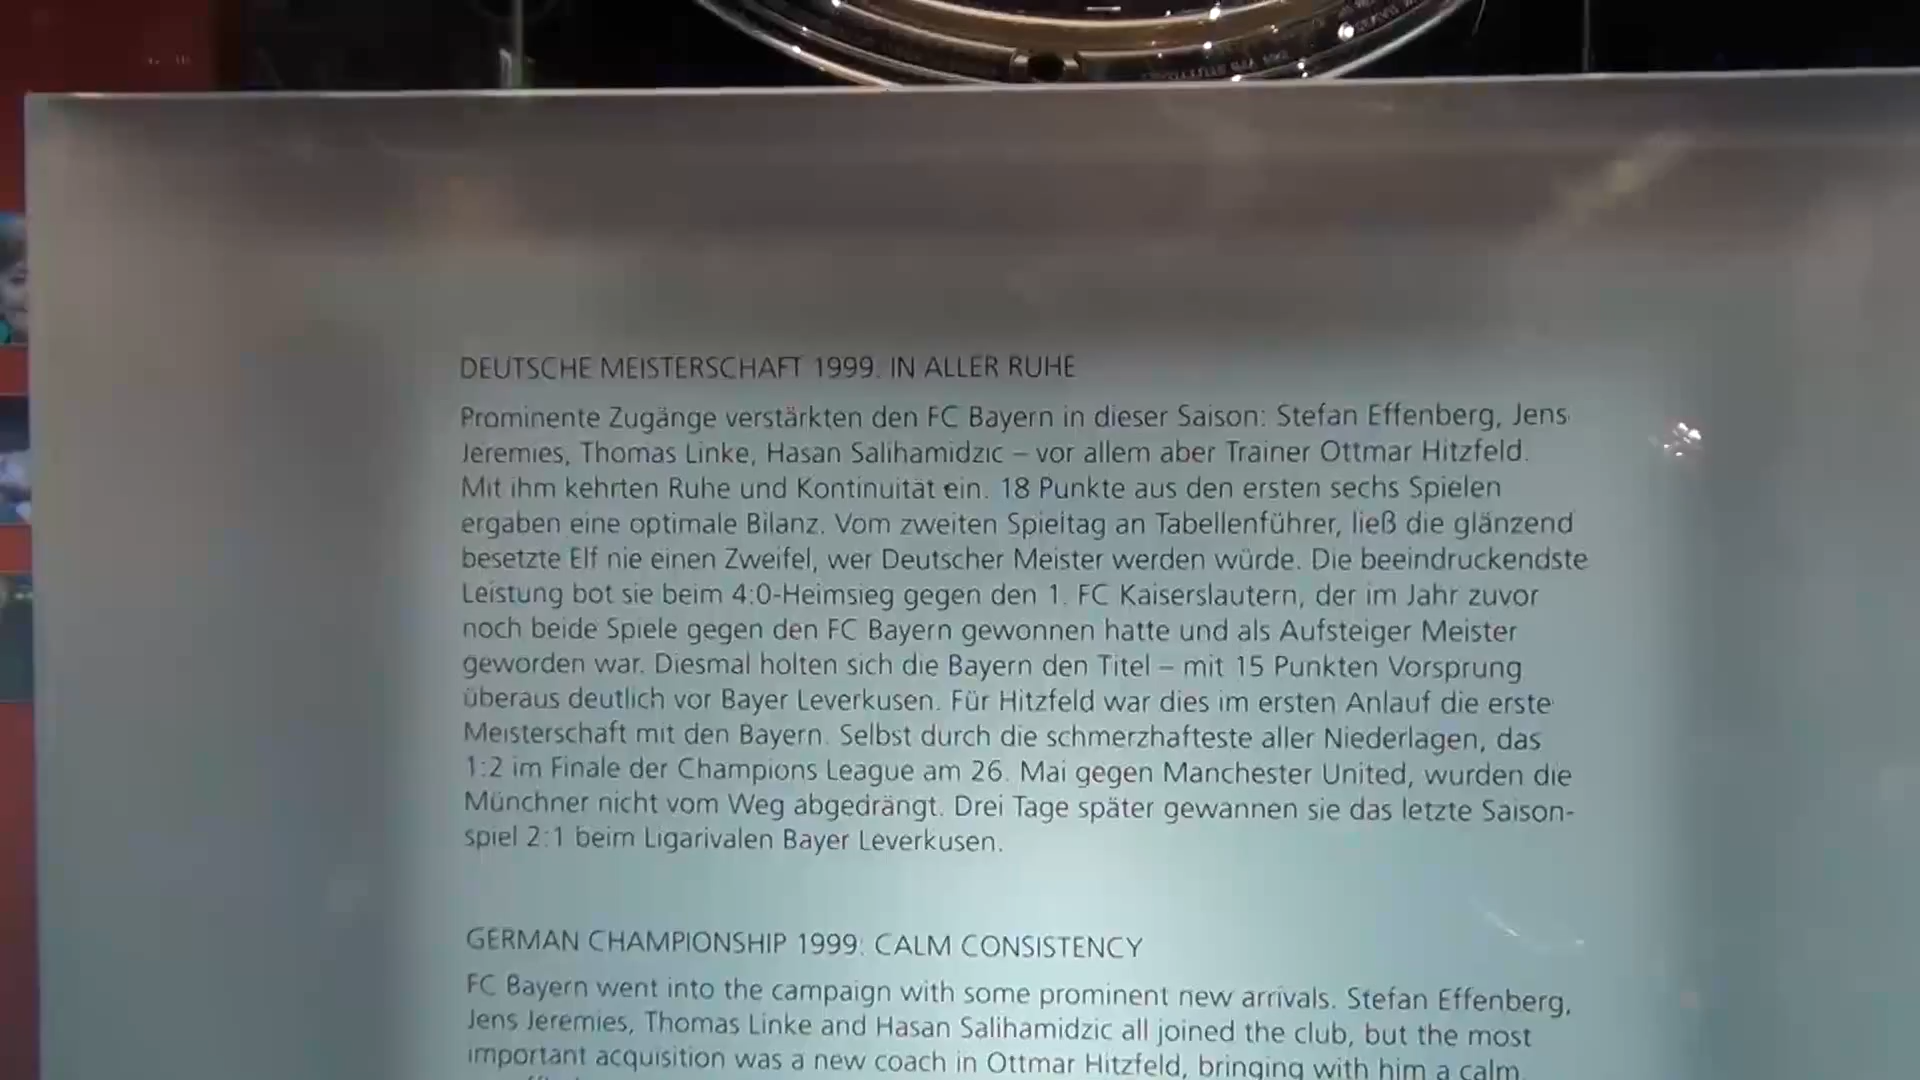 DEUTSCHE MEISTERSCHAFT 1999: IN ALLER RUHE
Prominente Zugänge verstärkten den FC Bayern in dieser Saison: Stefan Effenberg, Jens
Jeremies, Thomas Linke, Hasan Salihamidzic – vor allem aber Trainer Ottmar Hitzfeld.
Mit ihm kehrten Ruhe und Kontinuität ein. 18 Punkte aus den ersten sechs Spielen
ergaben eine optimale Bilanz. Vom zweiten Spieltag an Tabellenführer, ließ die glänzend
besetzte Elf nie einen Zweifel, wer Deutscher Meister werden würde. Die beeindruckendste
Leistung bot sie beim 4:0-Heimsieg gegen den 1. FC Kaiserslautern, der im Jahr zuvor
noch beide Spiele gegen den FC Bayern gewonnen hatte und als Aufsteiger Meister
geworden war. Diesmal holten sich die Bayern den Titel – mit 15 Punkten Vorsprung
überaus deutlich vor Bayer Leverkusen. Für Hitzfeld war dies im ersten Anlauf die erste
Meisterschaft mit den Bayern. Selbst durch die schmerzhafteste aller Niederlagen, das
1:2 im Finale der Champions League am 26. Mai gegen Manchester United, wurden die
Münchner nicht vom Weg abgedrängt. Drei Tage später gewannen sie das letzte Saison-
spiel 2:1 beim Ligarivalen Bayer Leverkusen.
GERMAN CHAMPIONSHIP 1999: CALM CONSISTENCY
FC Bayern went into the campaign with some prominent new arrivals. Stefan Effenberg,
Jens Jeremies, Thomas Linke and Hasan Salihamidzic all joined the club, but the most
important acquisition was a new coach in Ottmar Hitzfeld, bringing with him a calm